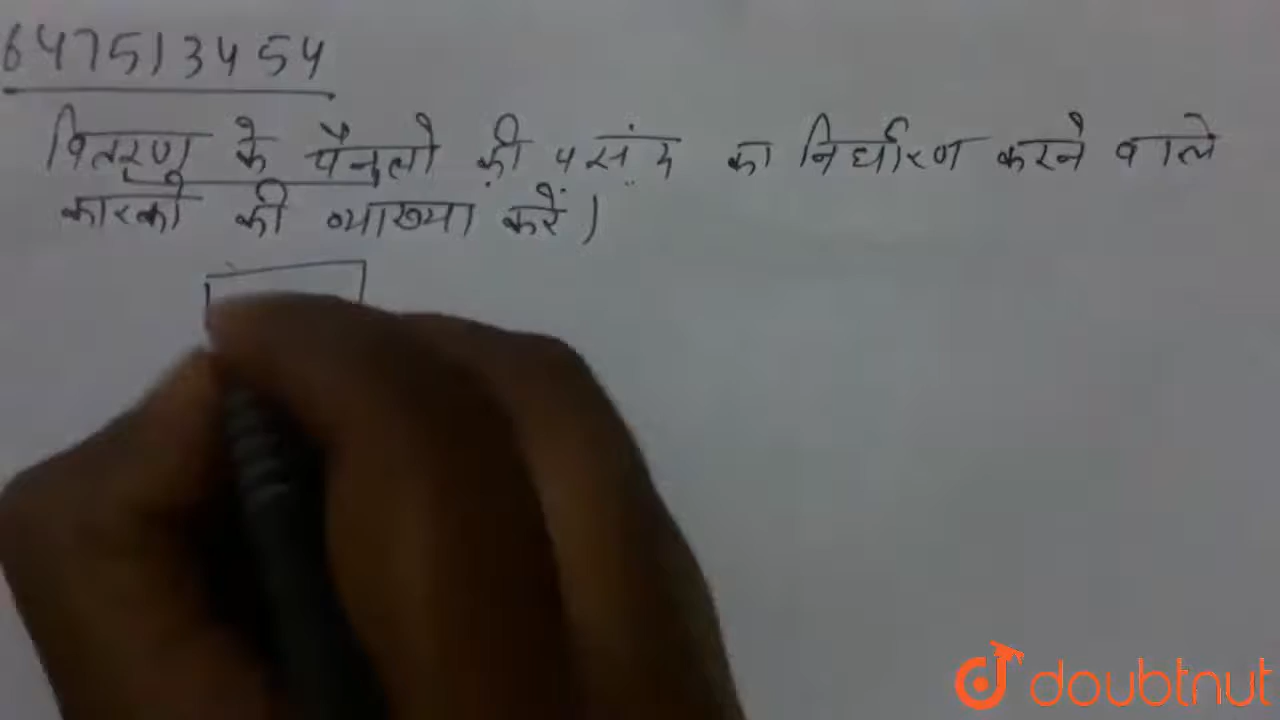 647513454
वितरण के चैनलो की पसंद का निर्धारण करने वाले
कारको की व्याख्या करें।
doubtnut